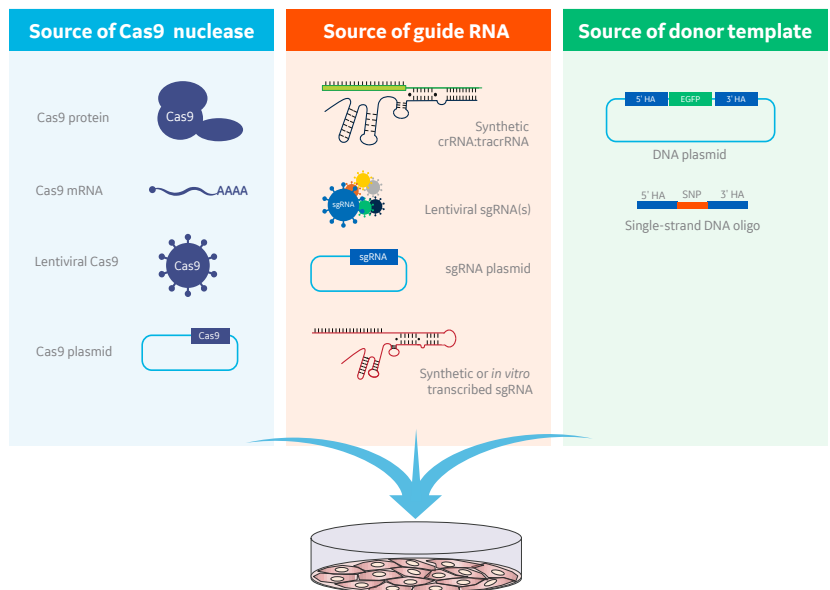 Source of Cas9 nuclease
Cas9 protein
Cas9
Cas9 mRNA
AAAA
Lentiviral Cas9
Cas9
Cas9 plasmid
Cas9
Source of guide RNA
Synthetic
crRNA:tracrRNA
sgRNA
Lentiviral sgRNA(s)
sgRNA
sgRNA plasmid
Synthetic or in vitro
transcribed sgRNA
Source of donor template
5' HA EGFP 3' HA
DNA plasmid
5' HA SNP 3' HA
Single-strand DNA oligo